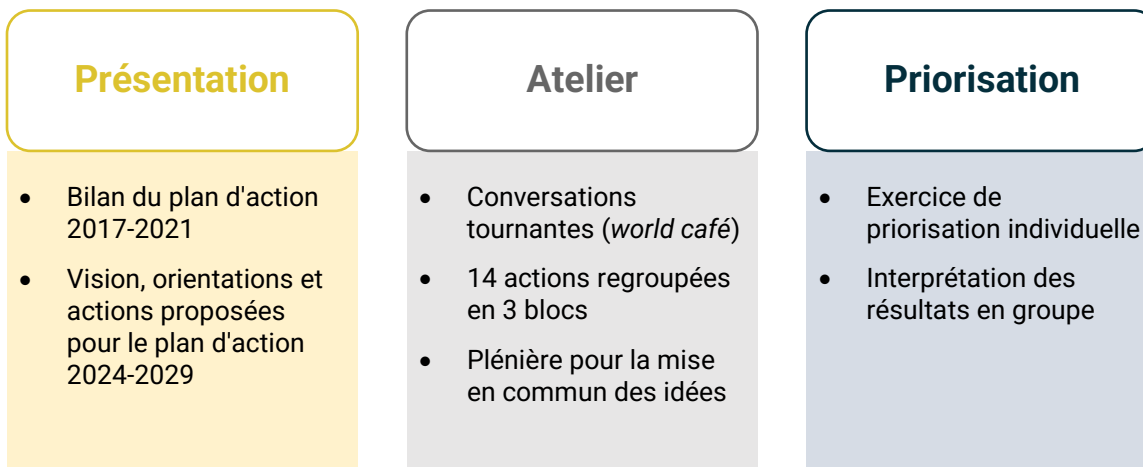 Présentation
• Bilan du plan d'action
2017-2021
• Vision, orientations et
actions proposées
pour le plan d'action
2024-2029
Atelier
• Conversations
tournantes (world café)
• 14 actions regroupées
en 3 blocs
• Plénière pour la mise
en commun des idées
Priorisation
• Exercice de
priorisation individuelle
• Interprétation des
résultats en groupe